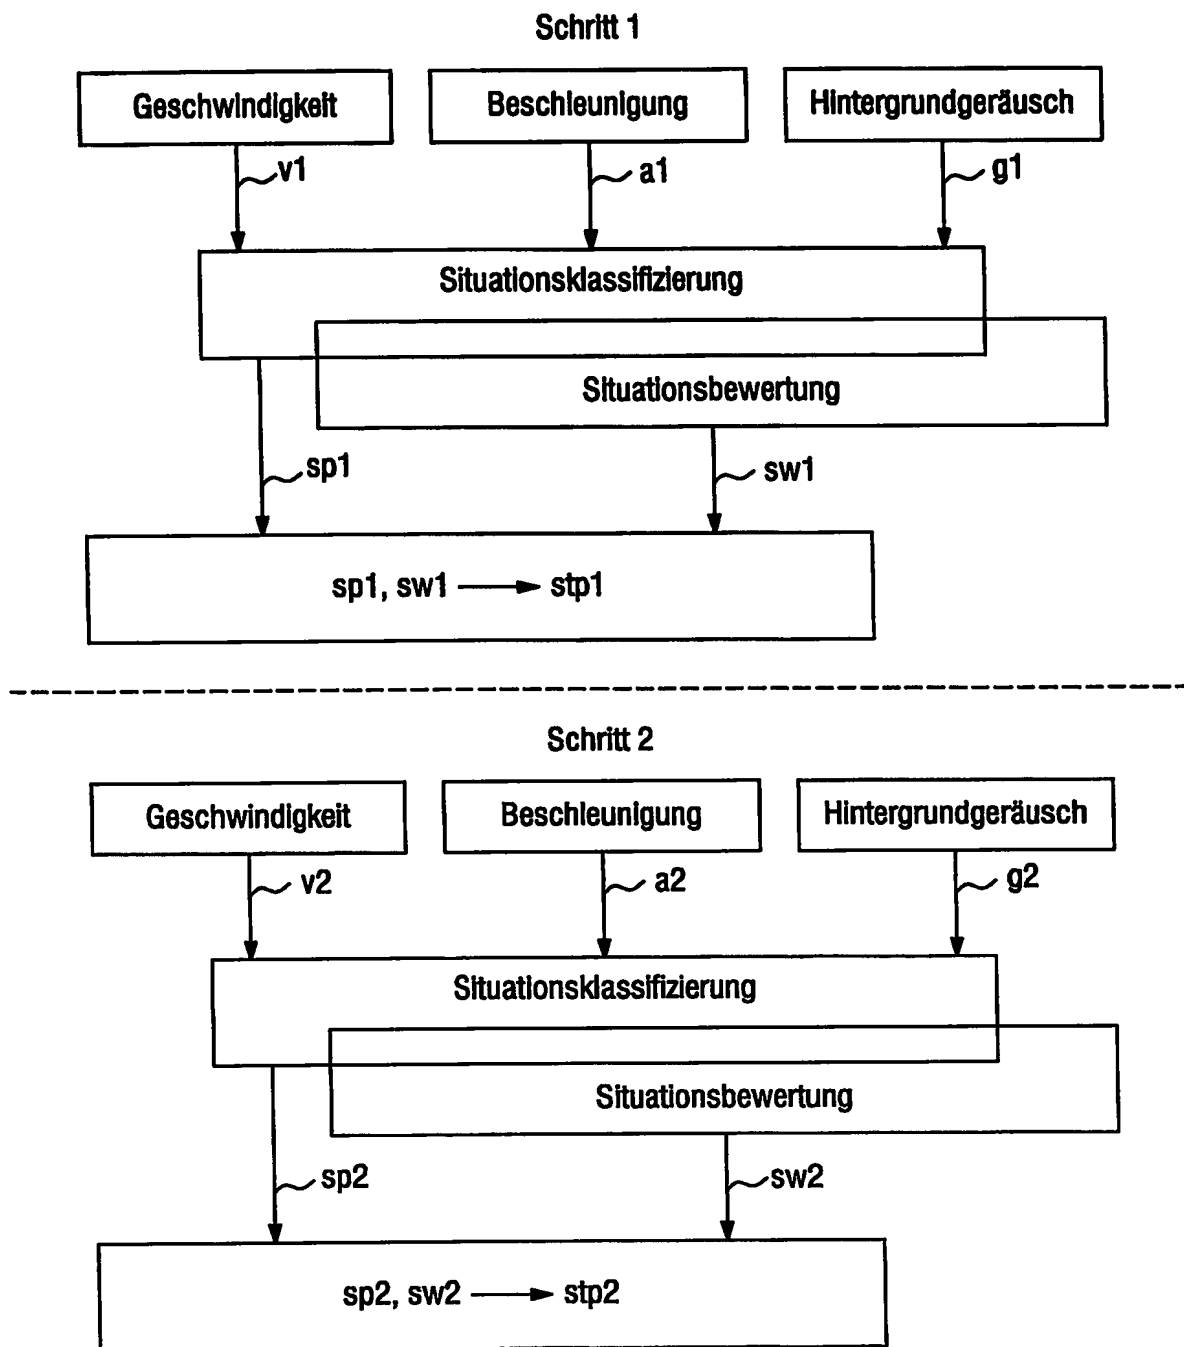 Schritt 1
Geschwindigkeit
Beschleunigung
Hintergrundgeräusch
v1
a1
g1
Situationsklassifizierung
Situationsbewertung
sp1
sw1
sp1, sw1 → stp1
Schritt 2
Geschwindigkeit
Beschleunigung
Hintergrundgeräusch
v2
a2
g2
Situationsklassifizierung
Situationsbewertung
sp2
sw2
sp2, sw2 → stp2